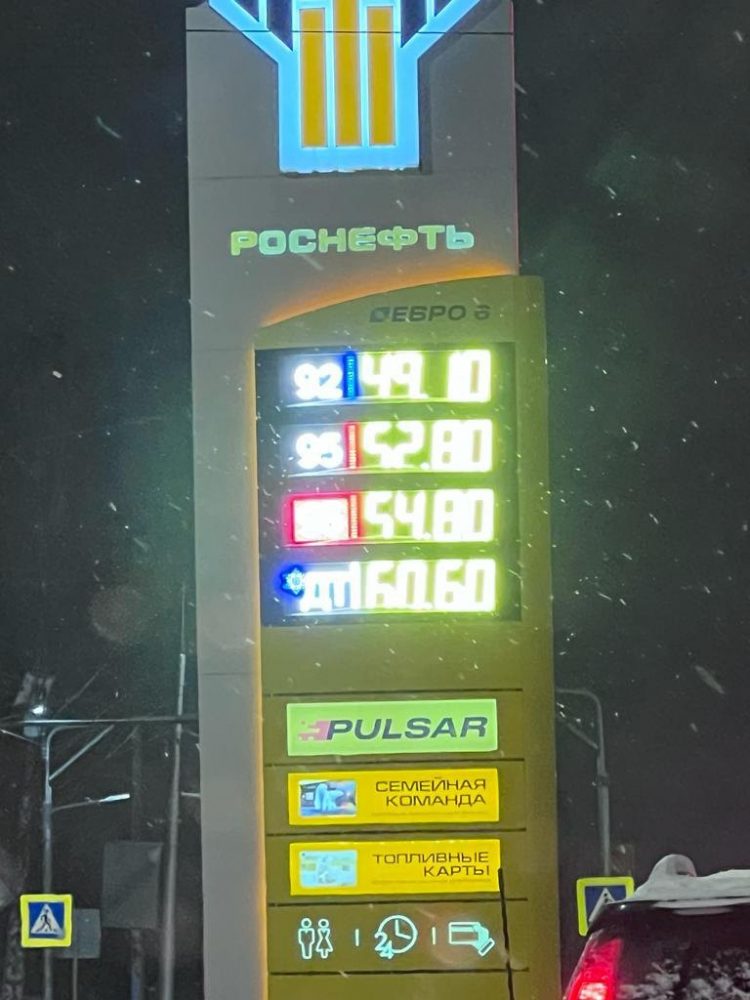 РОСНЕФТЬ
ЕВРО 6
92 49.10
95 52.80
54.80
ДТ 60.60
PULSAR
СЕМЕЙНАЯ
КОМАНДА
ТОПЛИВНЫЕ
КАРТЫ
24